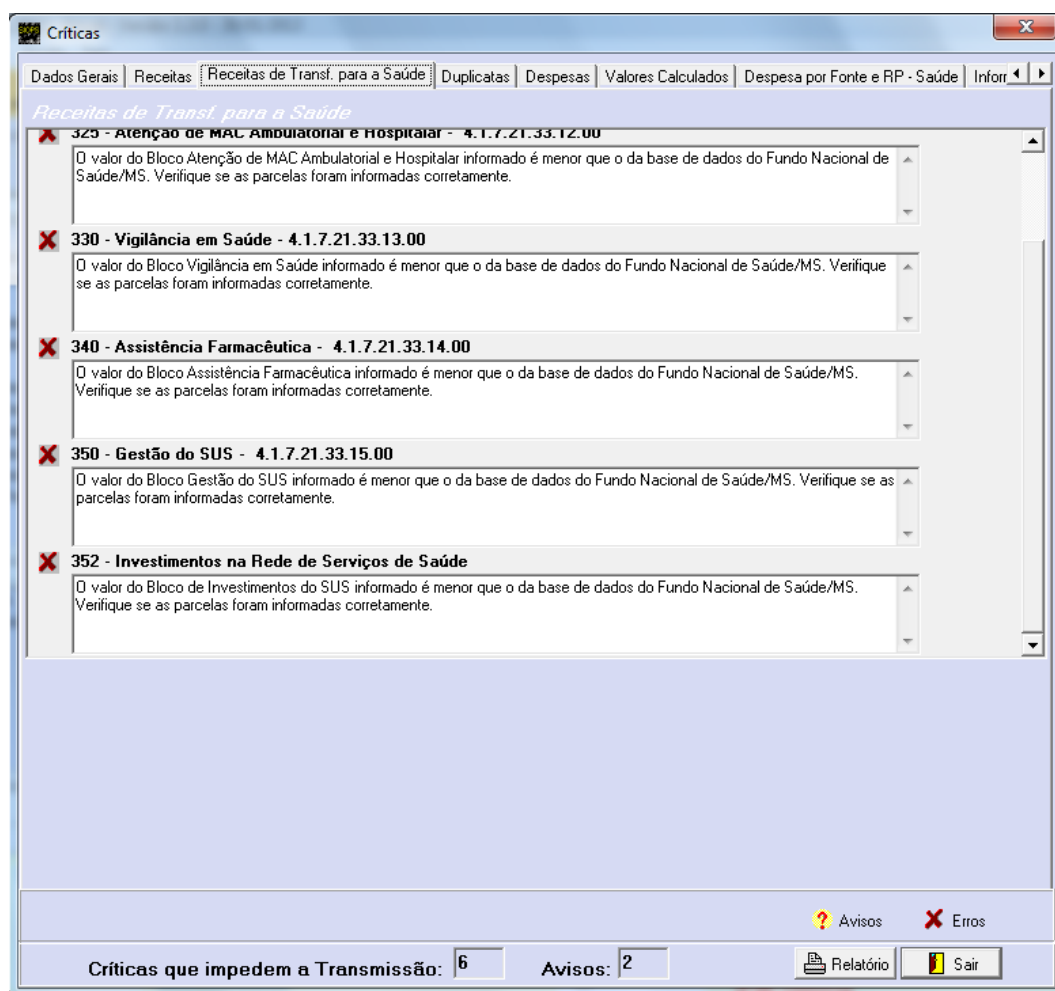 Críticas
Dados Gerais Receitas Receitas de Transf. para a Saúde Duplicatas Despesas Valores Calculados Despesa por Fonte e RP - Saúde Inforr
Receitas de Transf. para a Saúde
325 - Atenção de MAC Ambulatorial e Hospitalar - 4.1.7.21.33.12.00
O valor do Bloco Atenção de MAC Ambulatorial e Hospitalar informado é menor que o da base de dados do Fundo Nacional de
Saúde/MS. Verifique se as parcelas foram informadas corretamente.
330 - Vigilância em Saúde - 4.1.7.21.33.13.00
O valor do Bloco Vigilância em Saúde informado é menor que o da base de dados do Fundo Nacional de Saúde/MS. Verifique
se as parcelas foram informadas corretamente.
340 - Assistência Farmacêutica - 4.1.7.21.33.14.00
O valor do Bloco Assistência Farmacêutica informado é menor que o da base de dados do Fundo Nacional de Saúde/MS.
Verifique se as parcelas foram informadas corretamente.
350 - Gestão do SUS - 4.1.7.21.33.15.00
O valor do Bloco Gestão do SUS informado é menor que o da base de dados do Fundo Nacional de Saúde/MS. Verifique se as
parcelas foram informadas corretamente.
352 - Investimentos na Rede de Serviços de Saúde
O valor do Bloco de Investimentos do SUS informado é menor que o da base de dados do Fundo Nacional de Saúde/MS.
Verifique se as parcelas foram informadas corretamente.
? Avisos Erros
Críticas que impedem a Transmissão: 6 Avisos: 2 Relatório Sair